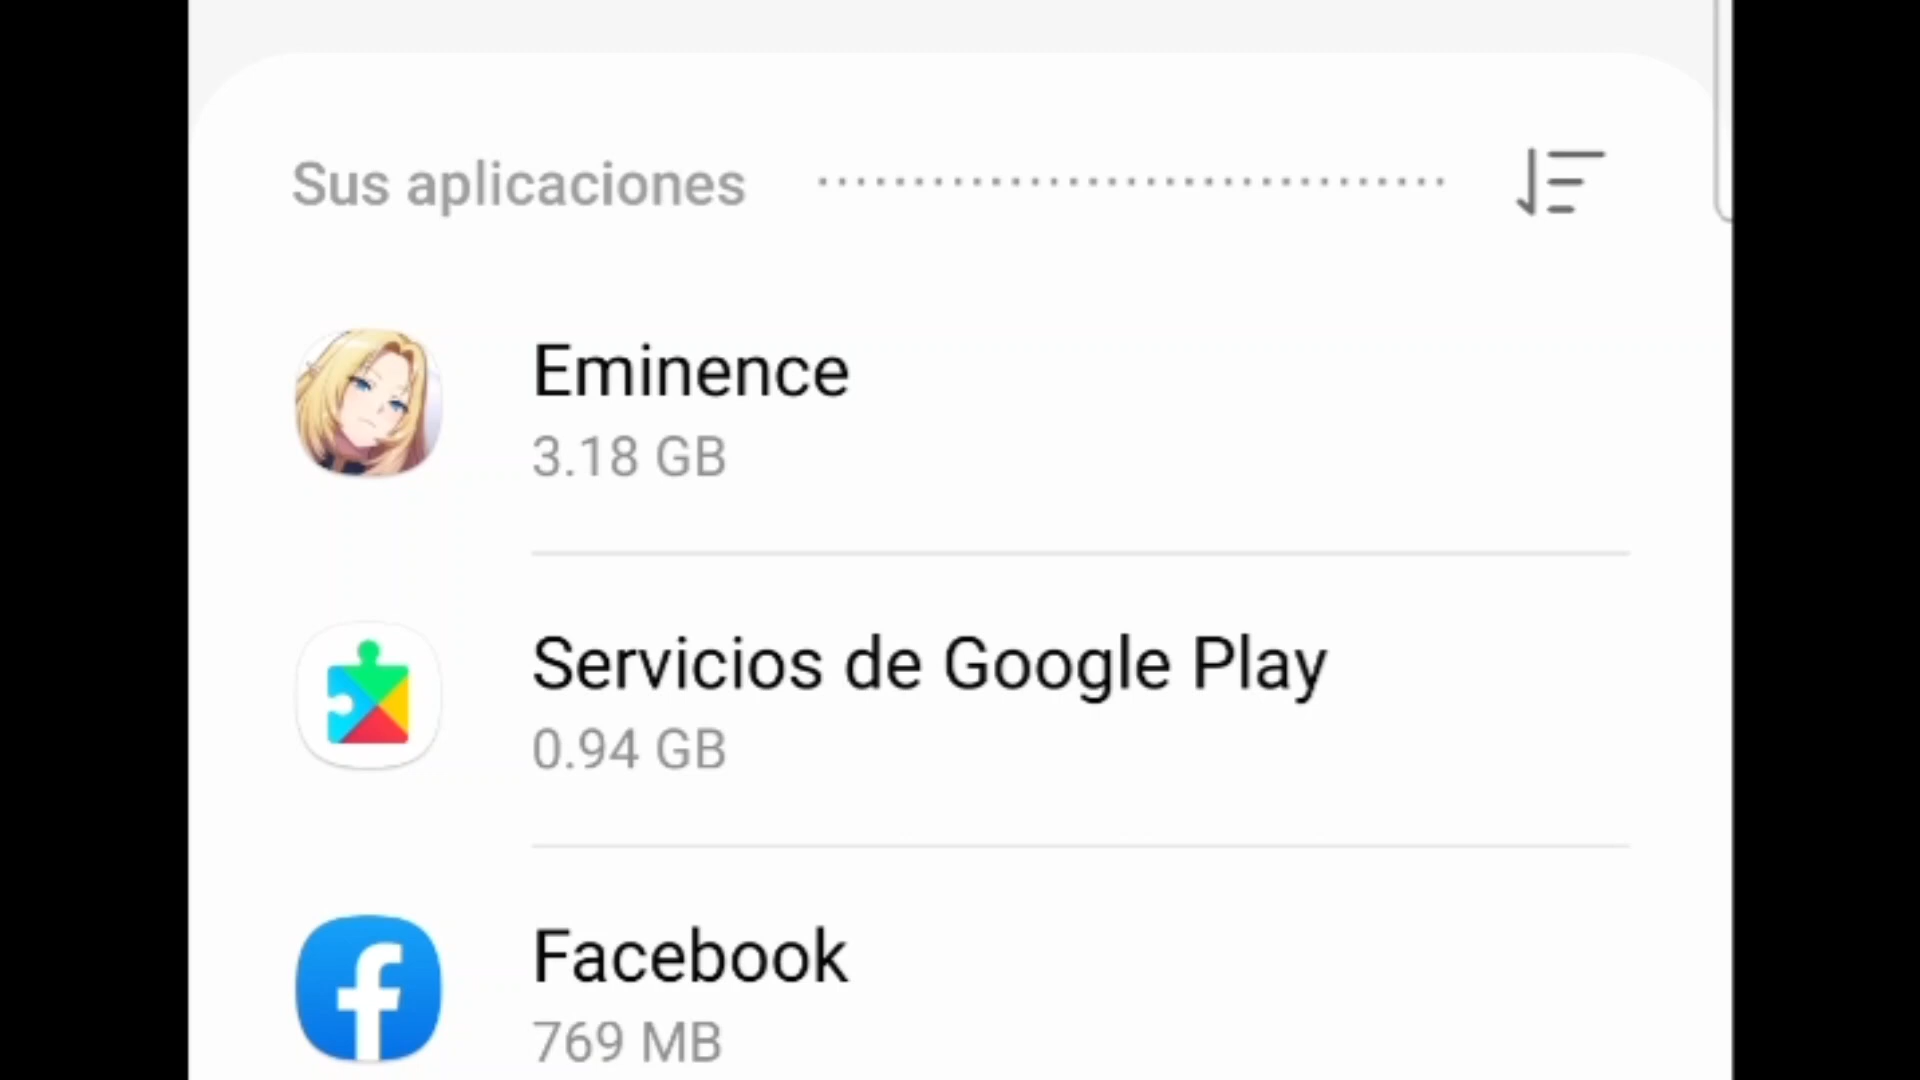 Sus aplicaciones
Eminence
3.18 GB
Servicios de Google Play
0.94 GB
Facebook
769 MB